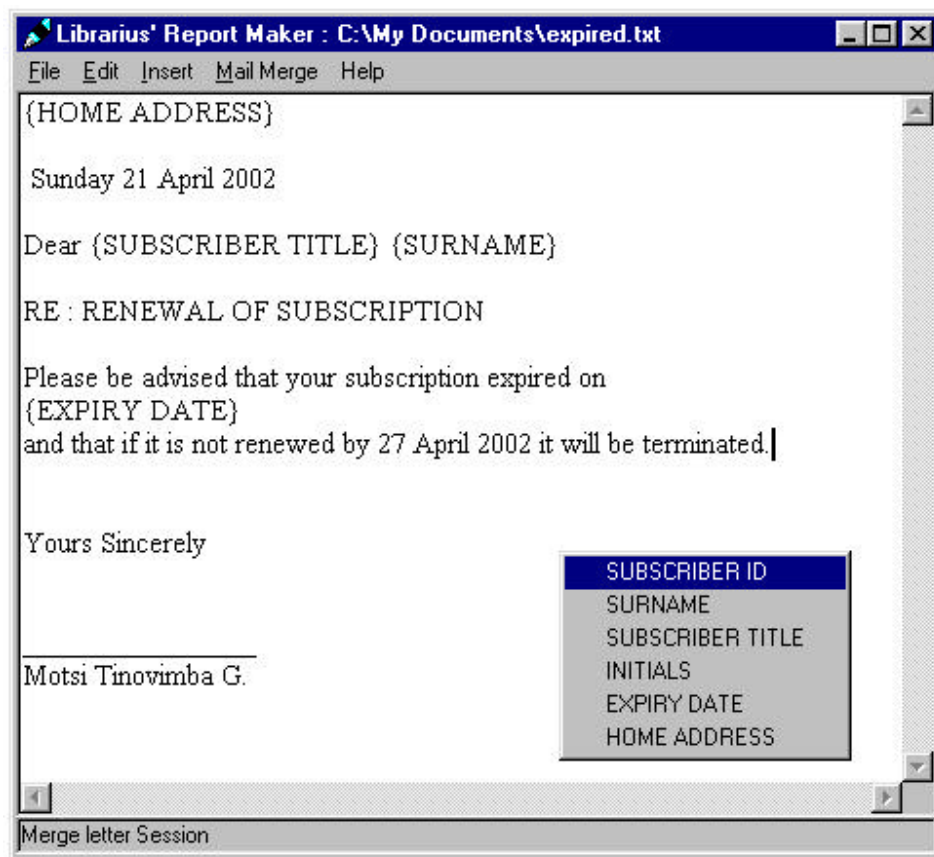 Librarius' Report Maker : C:\My Documents\expired.txt
File Edit Insert Mail Merge Help
{HOME ADDRESS}
Sunday 21 April 2002
Dear {SUBSCRIBER TITLE} {SURNAME}
RE : RENEWAL OF SUBSCRIPTION
Please be advised that your subscription expired on
{EXPIRY DATE}
and that if it is not renewed by 27 April 2002 it will be terminated.
Yours Sincerely
Motsi Tinovimba G.
SUBSCRIBER ID
SURNAME
SUBSCRIBER TITLE
INITIALS
EXPIRY DATE
HOME ADDRESS
Merge letter Session